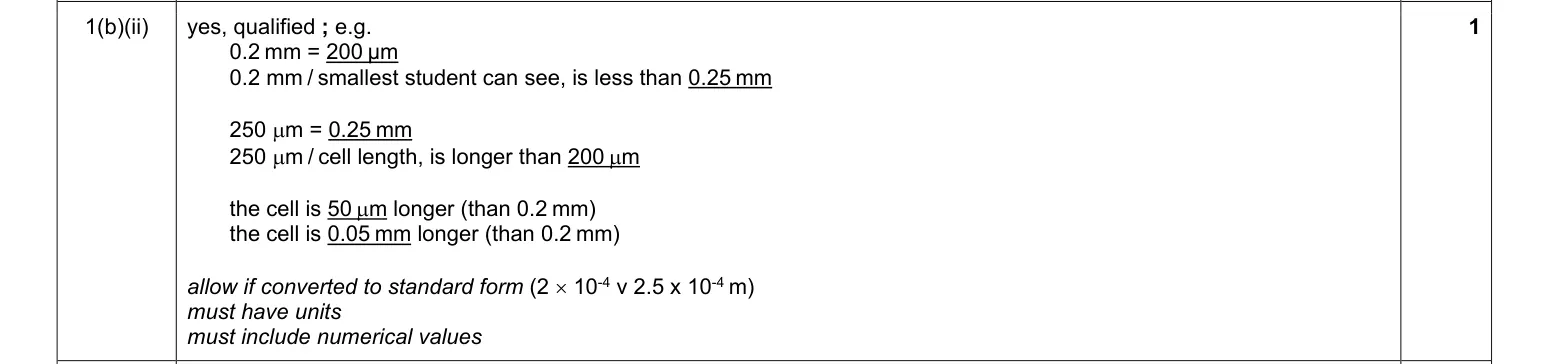 1(b)(ii) yes, qualified ; e.g. 1
0.2 mm = 200 µm
0.2 mm / smallest student can see, is less than 0.25 mm
250 µm = 0.25 mm
250 µm / cell length, is longer than 200 µm
the cell is 50 µm longer (than 0.2 mm)
the cell is 0.05 mm longer (than 0.2 mm)
allow if converted to standard form (2 × 10-4 v 2.5 x 10-4 m)
must have units
must include numerical values